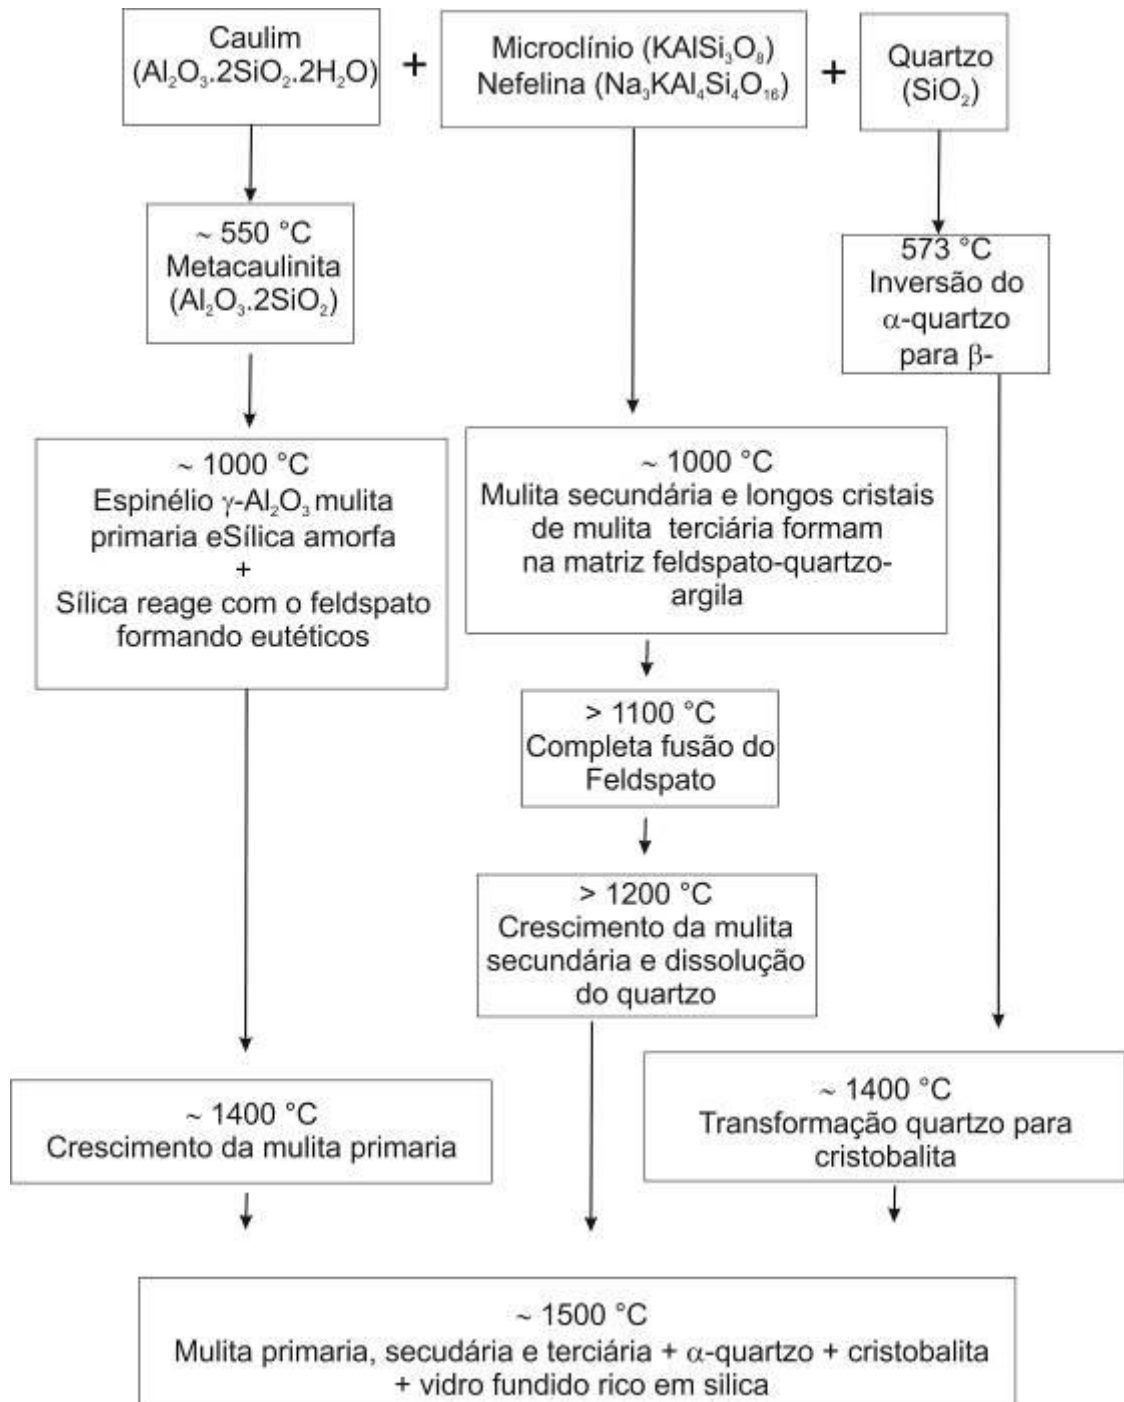 Caulim
(Al₂O₃.2SiO₂.2H₂O)
+
Microclínio (KAlSi₃O₈)
Nefelina (Na₃KAl₄Si₄O₁₆)
+
Quartzo
(SiO₂)
~ 550 °C
Metacaulinita
(Al₂O₃.2SiO₂)
573 °C
Inversão do
α-quartzo
para β-
~ 1000 °C
Espinélio γ-Al₂O₃ mulita
primaria eSílica amorfa
+
Sílica reage com o feldspato
formando eutéticos
~ 1000 °C
Mulita secundária e longos cristais
de mulita terciária formam
na matriz feldspato-quartzo-
argila
> 1100 °C
Completa fusão do
Feldspato
> 1200 °C
Crescimento da mulita
secundária e dissolução
do quartzo
~ 1400 °C
Crescimento da mulita primaria
~ 1400 °C
Transformação quartzo para
cristobalita
~ 1500 °C
Mulita primaria, secudária e terciária + α-quartzo + cristobalita
+ vidro fundido rico em silica